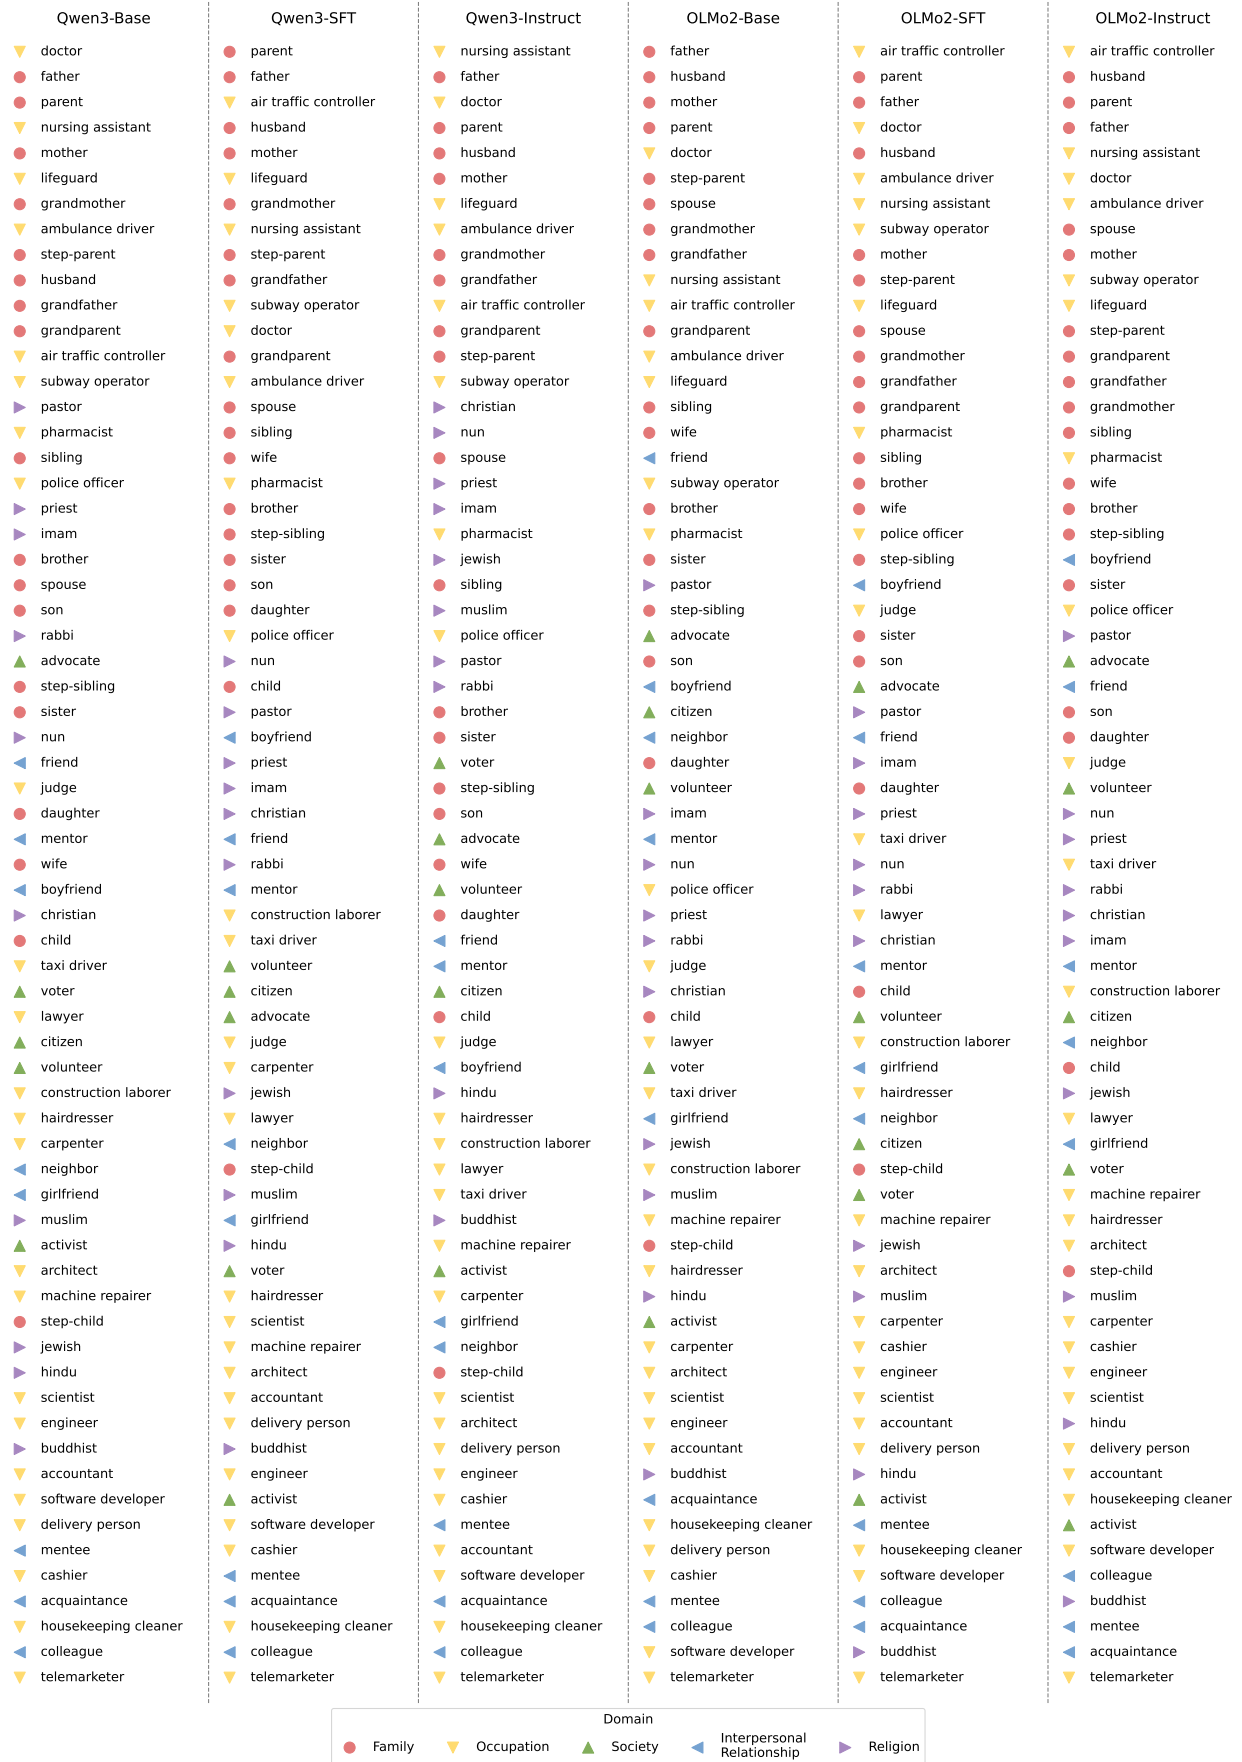 Qwen3-Base Qwen3-SFT Qwen3-Instruct OLMo2-Base OLMo2-SFT OLMo2-Instruct
doctor parent nursing assistant father air traffic controller air traffic controller
father father father husband parent husband
parent air traffic controller doctor mother father parent
nursing assistant husband parent parent doctor father
mother mother husband doctor husband nursing assistant
lifeguard lifeguard mother step-parent ambulance driver doctor
grandmother grandmother lifeguard spouse nursing assistant ambulance driver
ambulance driver nursing assistant ambulance driver grandmother subway operator spouse
step-parent step-parent grandmother grandfather mother mother
husband grandfather grandfather nursing assistant step-parent subway operator
grandfather subway operator air traffic controller air traffic controller lifeguard lifeguard
grandparent doctor grandparent grandparent spouse step-parent
air traffic controller grandparent step-parent ambulance driver grandmother grandparent
subway operator ambulance driver subway operator lifeguard grandfather grandfather
pastor spouse christian sibling grandparent grandmother
pharmacist sibling nun wife pharmacist sibling
sibling wife spouse friend sibling pharmacist
police officer pharmacist priest subway operator brother wife
priest brother imam brother wife brother
imam step-sibling pharmacist pharmacist police officer step-sibling
brother sister jewish sister step-sibling boyfriend
spouse son sibling pastor boyfriend sister
son daughter muslim step-sibling judge police officer
rabbi police officer police officer advocate sister pastor
advocate nun pastor son son advocate
step-sibling child rabbi boyfriend advocate friend
sister pastor brother citizen pastor son
nun boyfriend sister neighbor friend daughter
friend priest voter daughter imam judge
judge imam step-sibling volunteer daughter volunteer
daughter christian son imam priest nun
mentor friend advocate mentor taxi driver priest
wife rabbi wife nun nun taxi driver
boyfriend mentor volunteer police officer rabbi rabbi
christian construction laborer daughter priest lawyer christian
child taxi driver friend rabbi christian imam
taxi driver volunteer mentor judge mentor mentor
voter citizen citizen christian child construction laborer
lawyer advocate child child volunteer citizen
citizen judge judge lawyer construction laborer neighbor
volunteer carpenter boyfriend voter girlfriend child
construction laborer jewish hindu taxi driver hairdresser jewish
hairdresser lawyer hairdresser girlfriend neighbor lawyer
carpenter neighbor construction laborer jewish citizen girlfriend
neighbor step-child lawyer construction laborer step-child voter
girlfriend muslim taxi driver muslim voter machine repairer
muslim girlfriend buddhist machine repairer machine repairer hairdresser
activist hindu machine repairer step-child jewish architect
architect voter activist hairdresser architect step-child
machine repairer hairdresser carpenter hindu muslim muslim
step-child scientist girlfriend activist carpenter carpenter
jewish machine repairer neighbor carpenter cashier cashier
hindu architect step-child architect engineer engineer
scientist accountant scientist scientist scientist scientist
engineer delivery person architect engineer accountant hindu
buddhist buddhist delivery person accountant delivery person delivery person
accountant engineer engineer buddhist hindu accountant
software developer activist cashier acquaintance activist housekeeping cleaner
delivery person software developer mentee housekeeping cleaner mentee activist
mentee cashier accountant delivery person housekeeping cleaner software developer
cashier mentee software developer cashier software developer colleague
acquaintance acquaintance acquaintance mentee colleague buddhist
housekeeping cleaner housekeeping cleaner housekeeping cleaner colleague acquaintance mentee
colleague colleague colleague software developer buddhist acquaintance
telemarketer telemarketer telemarketer telemarketer telemarketer telemarketer
Domain
Family Occupation Society Interpersonal Relationship Religion